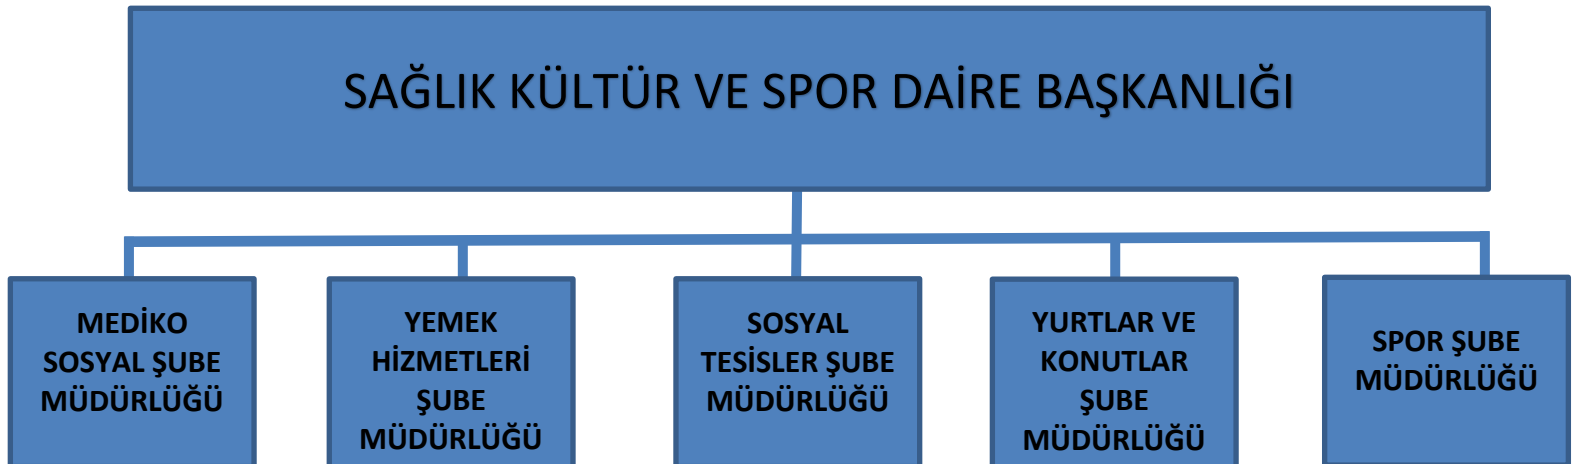 SAĞLIK KÜLTÜR VE SPOR DAİRE BAŞKANLIĞI
MEDİKO
SOSYAL ŞUBE
MÜDÜRLÜĞÜ
YEMEK
HİZMETLERİ
ŞUBE
MÜDÜRLÜĞÜ
SOSYAL
TESİSLER ŞUBE
MÜDÜRLÜĞÜ
YURTLAR VE
KONUTLAR
ŞUBE
MÜDÜRLÜĞÜ
SPOR ŞUBE
MÜDÜRLÜĞÜ